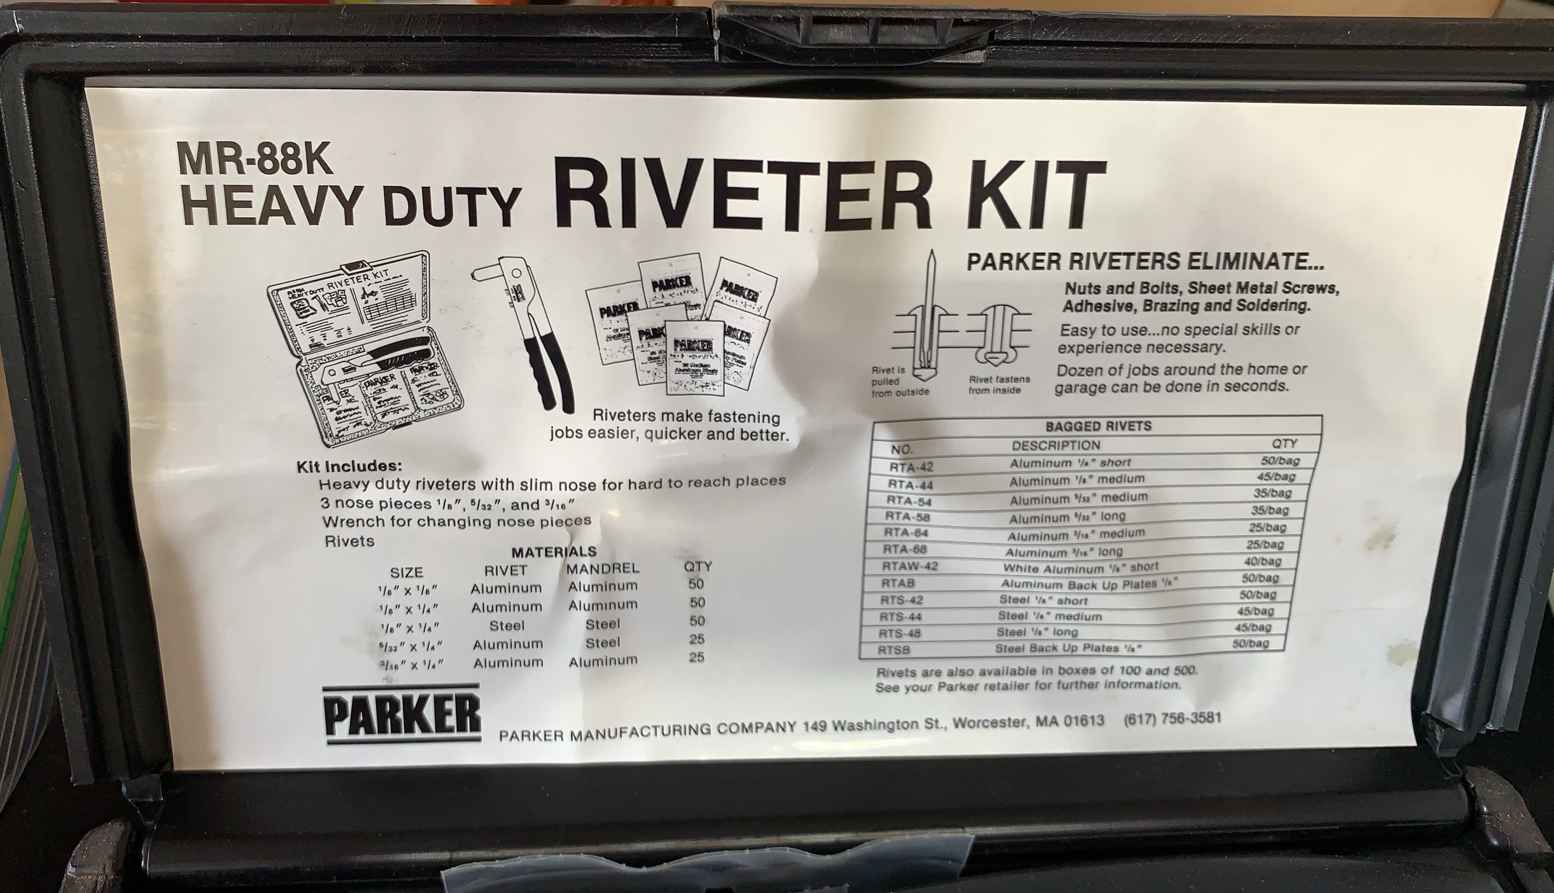 MR-88K
HEAVY DUTY RIVETER KIT
RIVETER KIT
PARKER
PARKER
PARKER
PARKER
PARKER
Riveters make fastening
jobs easier, quicker and better.
Kit Includes:
Heavy duty riveters with slim nose for hard to reach places
3 nose pieces 1/8", 5/32", and 3/16"
Wrench for changing nose pieces
Rivets
MATERIALS
SIZE RIVET MANDREL QTY
1/8" x 1/8" Aluminum Aluminum 50
1/8" x 1/4" Aluminum Aluminum 50
1/8" x 1/4" Steel Steel 50
5/32" x 1/4" Aluminum Steel 25
3/16" x 1/4" Aluminum Aluminum 25
PARKER RIVETERS ELIMINATE...
Nuts and Bolts, Sheet Metal Screws,
Adhesive, Brazing and Soldering.
Easy to use...no special skills or
experience necessary.
Dozen of jobs around the home or
garage can be done in seconds.
Rivet is
pulled
from outside
Rivet fastens
from inside
BAGGED RIVETS
NO. DESCRIPTION QTY
RTA-42 Aluminum 1/8" short 50/bag
RTA-44 Aluminum 1/8" medium 45/bag
RTA-54 Aluminum 5/32" medium 35/bag
RTA-58 Aluminum 5/32" long 35/bag
RTA-64 Aluminum 3/16" medium 25/bag
RTA-68 Aluminum 3/16" long 25/bag
RTAW-42 White Aluminum 1/8" short 40/bag
RTAB Aluminum Back Up Plates 1/8" 50/bag
RTS-42 Steel 1/8" short 50/bag
RTS-44 Steel 1/8" medium 45/bag
RTS-48 Steel 1/8" long 45/bag
RTSB Steel Back Up Plates 1/8" 50/bag
Rivets are also available in boxes of 100 and 500.
See your Parker retailer for further information.
PARKER
PARKER MANUFACTURING COMPANY 149 Washington St., Worcester, MA 01613 (617) 756-3581